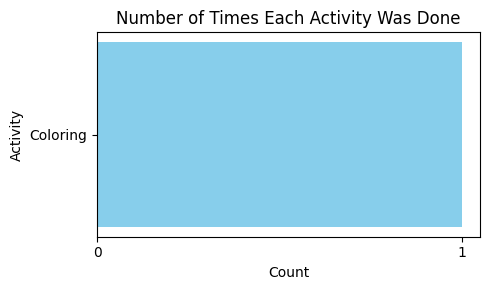 Number of Times Each Activity Was Done
Activity
Coloring
0 1
Count